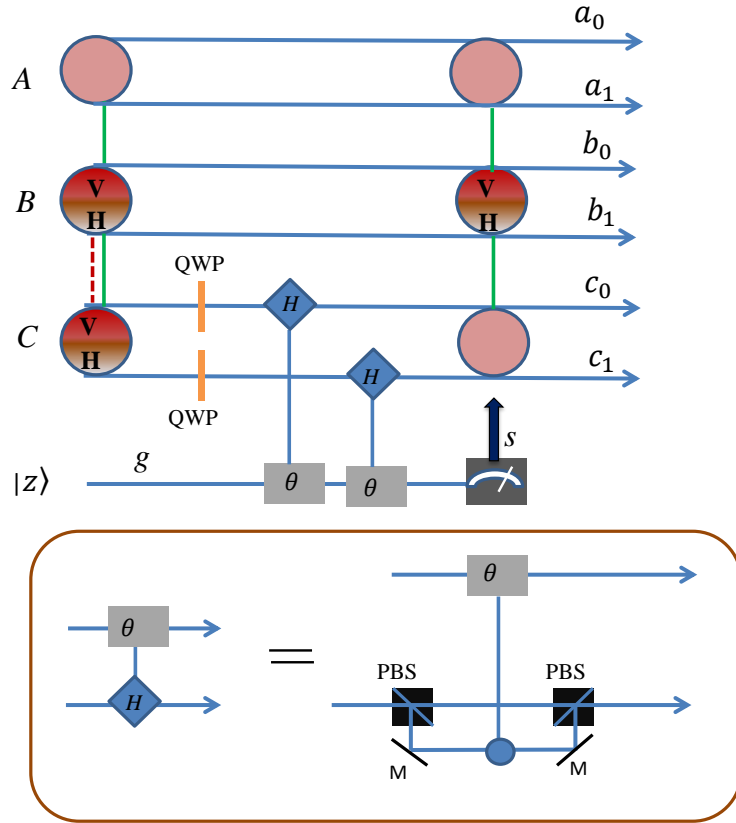 a₀
A
a₁
b₀
V
V
B
H
H
b₁
QWP
H
c₀
C
V
H
H
c₁
QWP
g
s
|z⟩
θ
θ
θ
θ
PBS
PBS
H
M
M